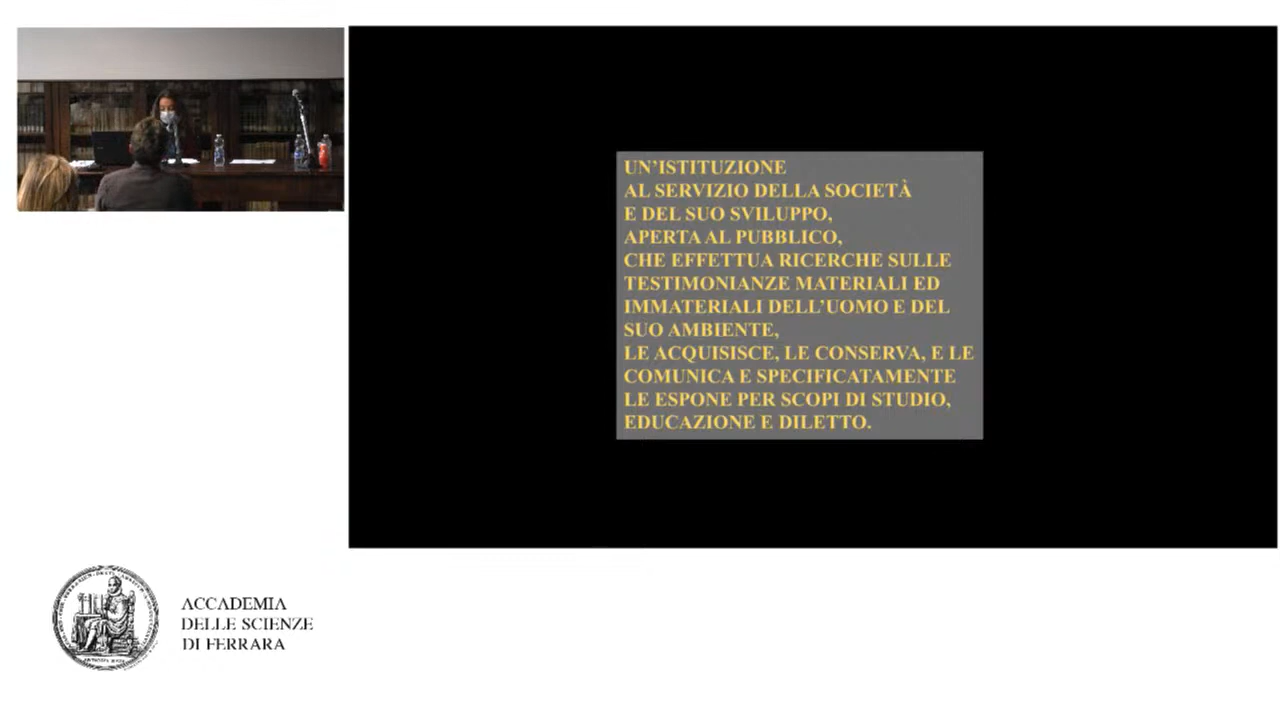 UN'ISTITUZIONE
AL SERVIZIO DELLA SOCIETÀ
E DEL SUO SVILUPPO,
APERTA AL PUBBLICO,
CHE EFFETTUA RICERCHE SULLE
TESTIMONIANZE MATERIALI ED
IMMATERIALI DELL'UOMO E DEL
SUO AMBIENTE,
LE ACQUISISCE, LE CONSERVA, E LE
COMUNICA E SPECIFICATAMENTE
LE ESPONE PER SCOPI DI STUDIO,
EDUCAZIONE E DILETTO.
ACCADEMIA
DELLE SCIENZE
DI FERRARA